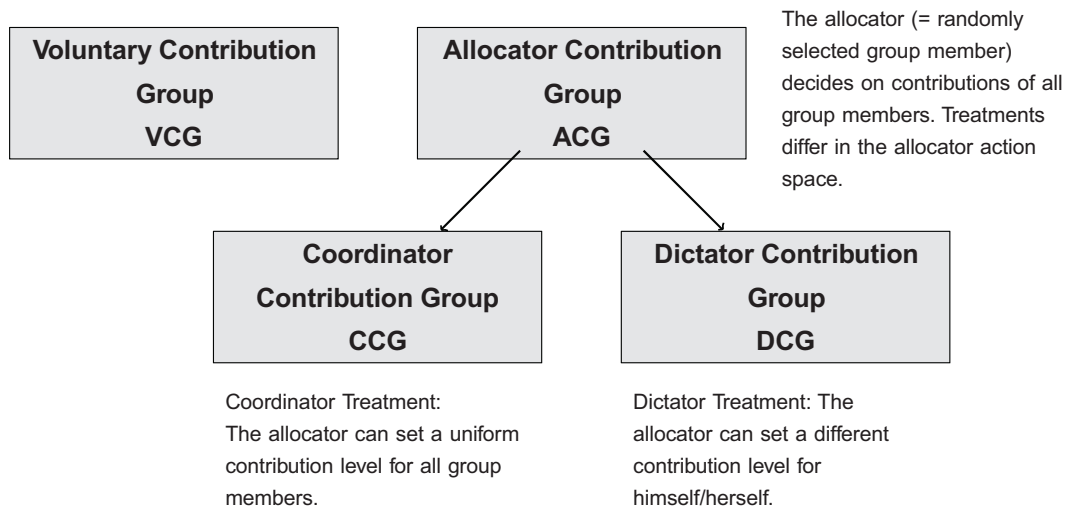 Voluntary Contribution
Group
VCG
Allocator Contribution
Group
ACG
The allocator (= randomly
selected group member)
decides on contributions of all
group members. Treatments
differ in the allocator action
space.
Coordinator
Contribution Group
CCG
Dictator Contribution
Group
DCG
Coordinator Treatment:
The allocator can set a uniform
contribution level for all group
members.
Dictator Treatment: The
allocator can set a different
contribution level for
himself/herself.